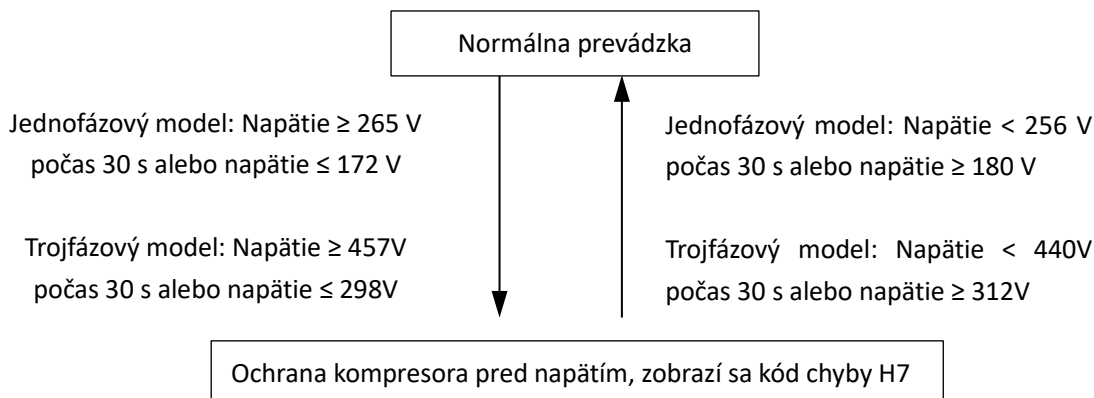 Normálna prevádzka
Jednofázový model: Napätie ≥ 265 V
počas 30 s alebo napätie ≤ 172 V
Trojfázový model: Napätie ≥ 457V
počas 30 s alebo napätie ≤ 298V
Jednofázový model: Napätie < 256 V
počas 30 s alebo napätie ≥ 180 V
Trojfázový model: Napätie < 440V
počas 30 s alebo napätie ≥ 312V
Ochrana kompresora pred napätím, zobrazí sa kód chyby H7